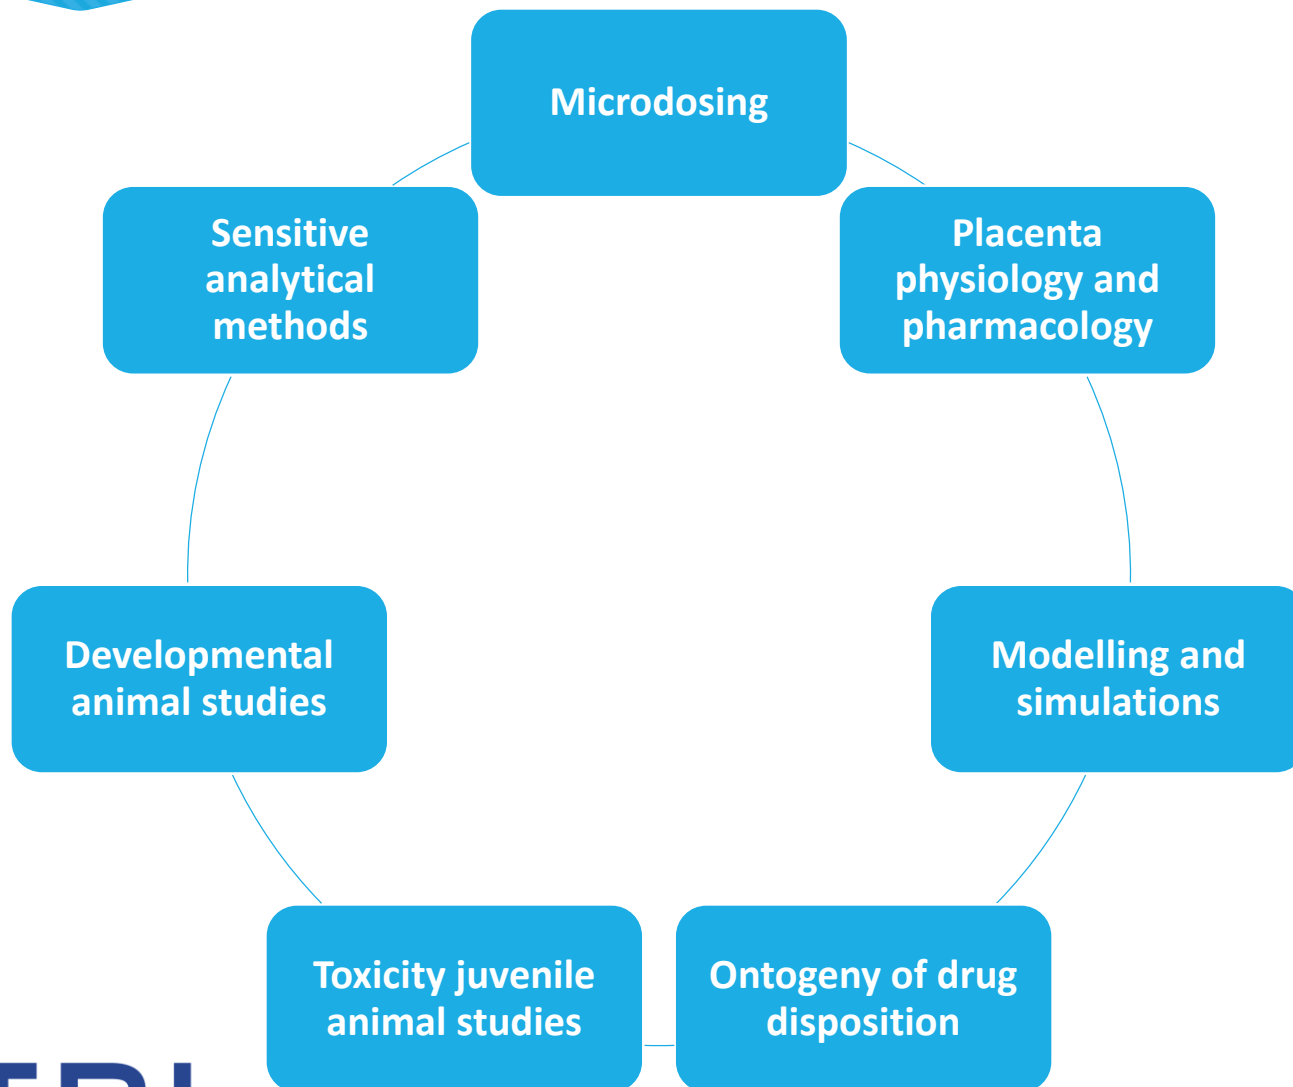 Microdosing
Sensitive
analytical
methods
Placenta
physiology and
pharmacology
Developmental
animal studies
Modelling and
simulations
Toxicity juvenile
animal studies
Ontogeny of drug
disposition